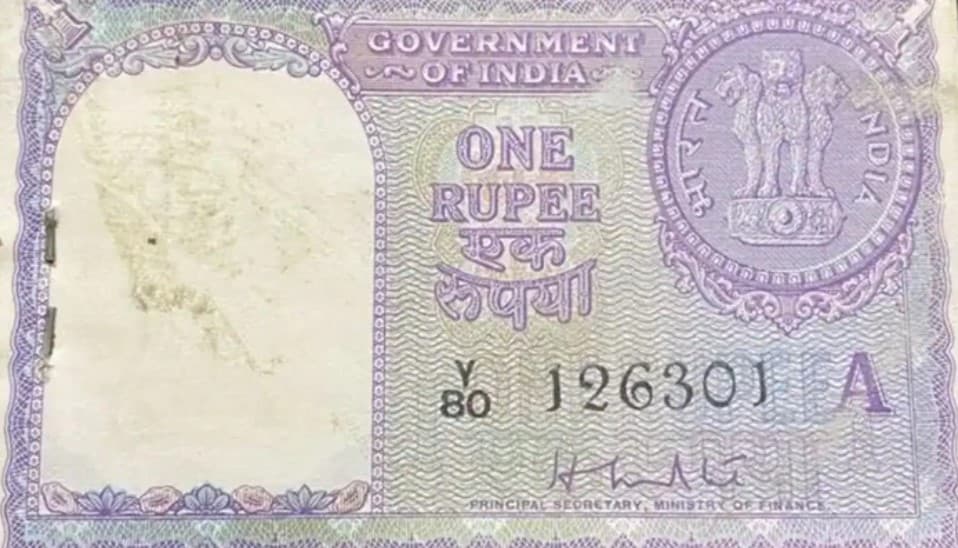 GOVERNMENT
OF INDIA
भारत INDIA
ONE
RUPEE
एक
रुपया
V
80 126301 A
PRINCIPAL SECRETARY, MINISTRY OF FINANCE